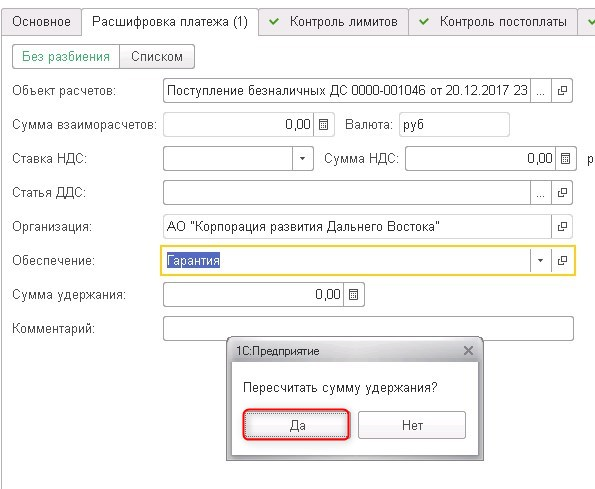 Основное Расшифровка платежа (1) Контроль лимитов Контроль постоплаты
Без разбиения Списком
Объект расчетов: Поступление безналичных ДС 0000-001046 от 20.12.2017 23 ...
Сумма взаиморасчетов: 0,00 Валюта: руб
Ставка НДС: Сумма НДС: 0,00 р
Статья ДДС: ...
Организация: АО "Корпорация развития Дальнего Востока"
Обеспечение: Гарантия
Сумма удержания: 0,00
Комментарий:
1С:Предприятие
Пересчитать сумму удержания?
Да Нет